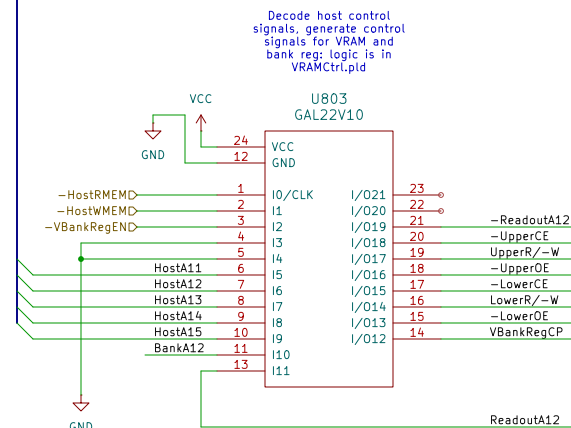 Decode host control
signals, generate control
signals for VRAM and
bank reg: logic is in
VRAMCtrl.pld
VCC
U803
GAL22V10
GND
24 VCC
12 GND
-HostRMEM 1 I0/CLK I/O21 23
-HostWMEM 2 I1 I/O20 22
-VBankRegEN 3 I2 I/O19 21 -ReadoutA12
4 I3 I/O18 20 -UpperCE
5 I4 I/O17 19 UpperR/-W
HostA11 6 I5 I/O16 18 -UpperOE
HostA12 7 I6 I/O15 17 -LowerCE
HostA13 8 I7 I/O14 16 LowerR/-W
HostA14 9 I8 I/O13 15 -LowerOE
HostA15 10 I9 I/O12 14 VBankRegCP
BankA12 11 I10
13 I11
ReadoutA12
GND